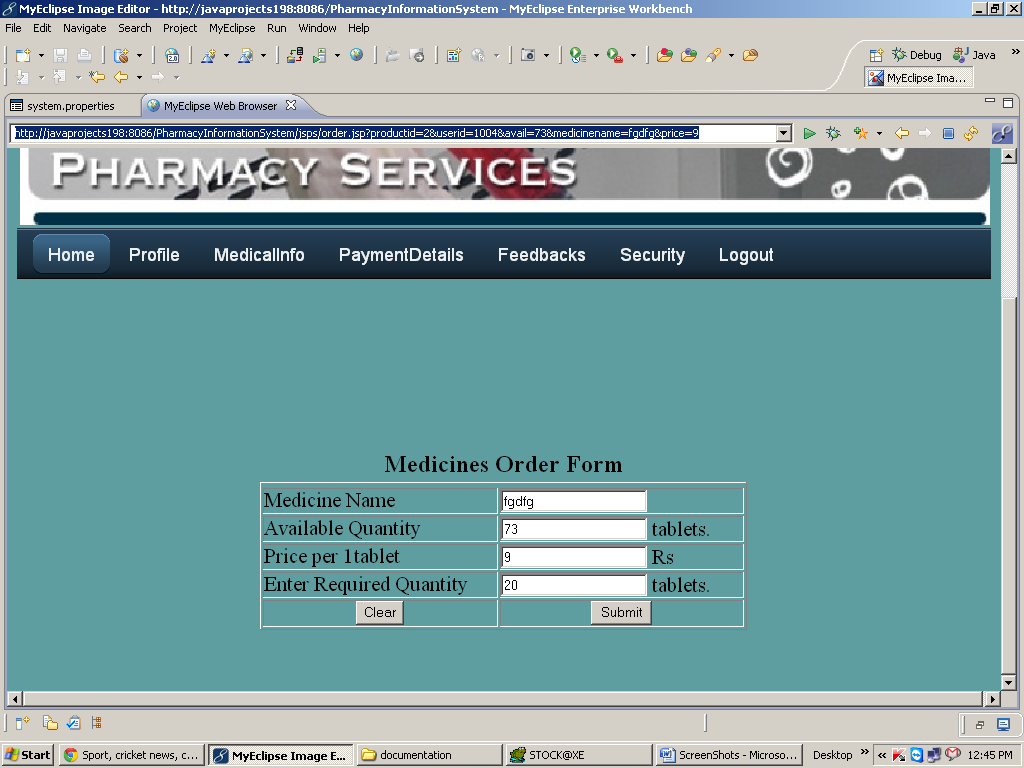 MyEclipse Image Editor - http://javaprojects198:8086/PharmacyInformationSystem - MyEclipse Enterprise Workbench
File Edit Navigate Search Project MyEclipse Run Window Help
2.0
Debug Java »
MyEclipse Ima...
system.properties MyEclipse Web Browser
http://javaprojects198:8086/PharmacyInformationSystem/jsps/order.jsp?productid=2&userid=1004&avail=73&medicinename=fgdfg&price=9
PHARMACY SERVICES
Home Profile MedicalInfo PaymentDetails Feedbacks Security Logout
Medicines Order Form
Medicine Name fgdfg
Available Quantity 73 tablets.
Price per 1tablet 9 Rs
Enter Required Quantity 20 tablets.
Clear Submit
Start Sport, cricket news, c... MyEclipse Image E... documentation STOCK@XE ScreenShots - Microso... Desktop » « 12:45 PM